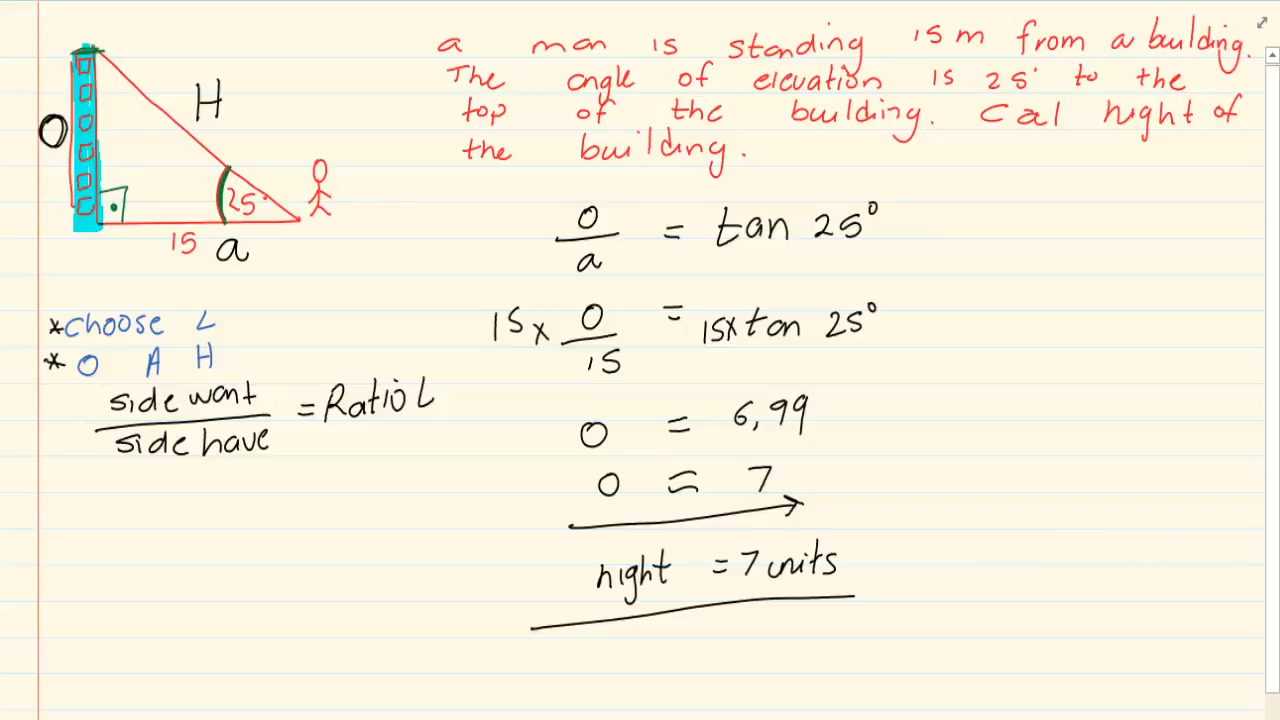 a man is standing 15m from a building.
The angle of elevation is 25° to the
top of the building. Cal hight of
the building.
H
O
25°
15
a
O/a = tan 25°
15 x O/15 = 15 x tan 25°
O = 6,99
O ≈ 7
hight = 7 units
*choose L
* O A H
side want/side have = Ratio L